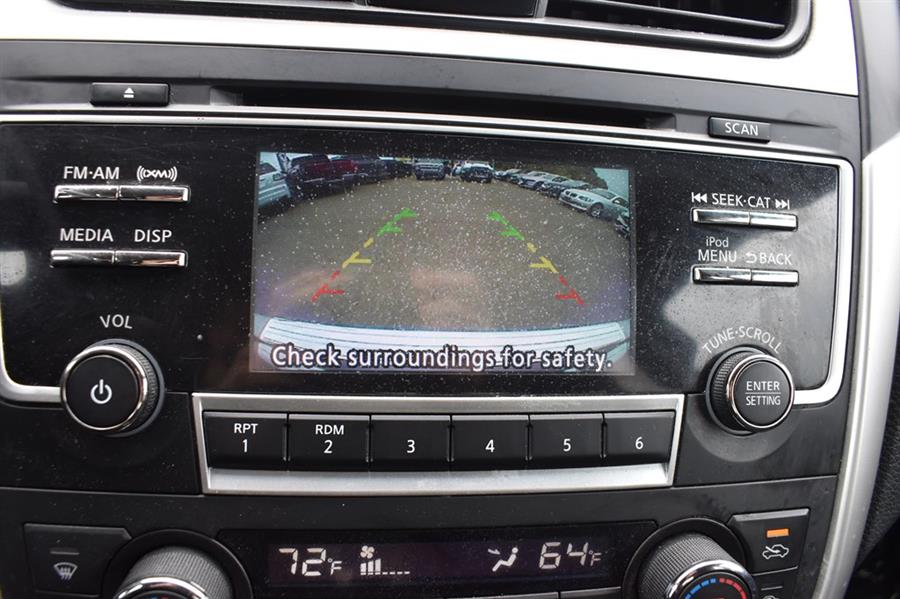 SCAN
FM·AM XM
SEEK·CAT
MEDIA DISP
iPod
MENU BACK
VOL
TUNE·SCROLL
Check surroundings for safety.
ENTER
SETTING
RPT RDM
1 2 3 4 5 6
72°F 64°F